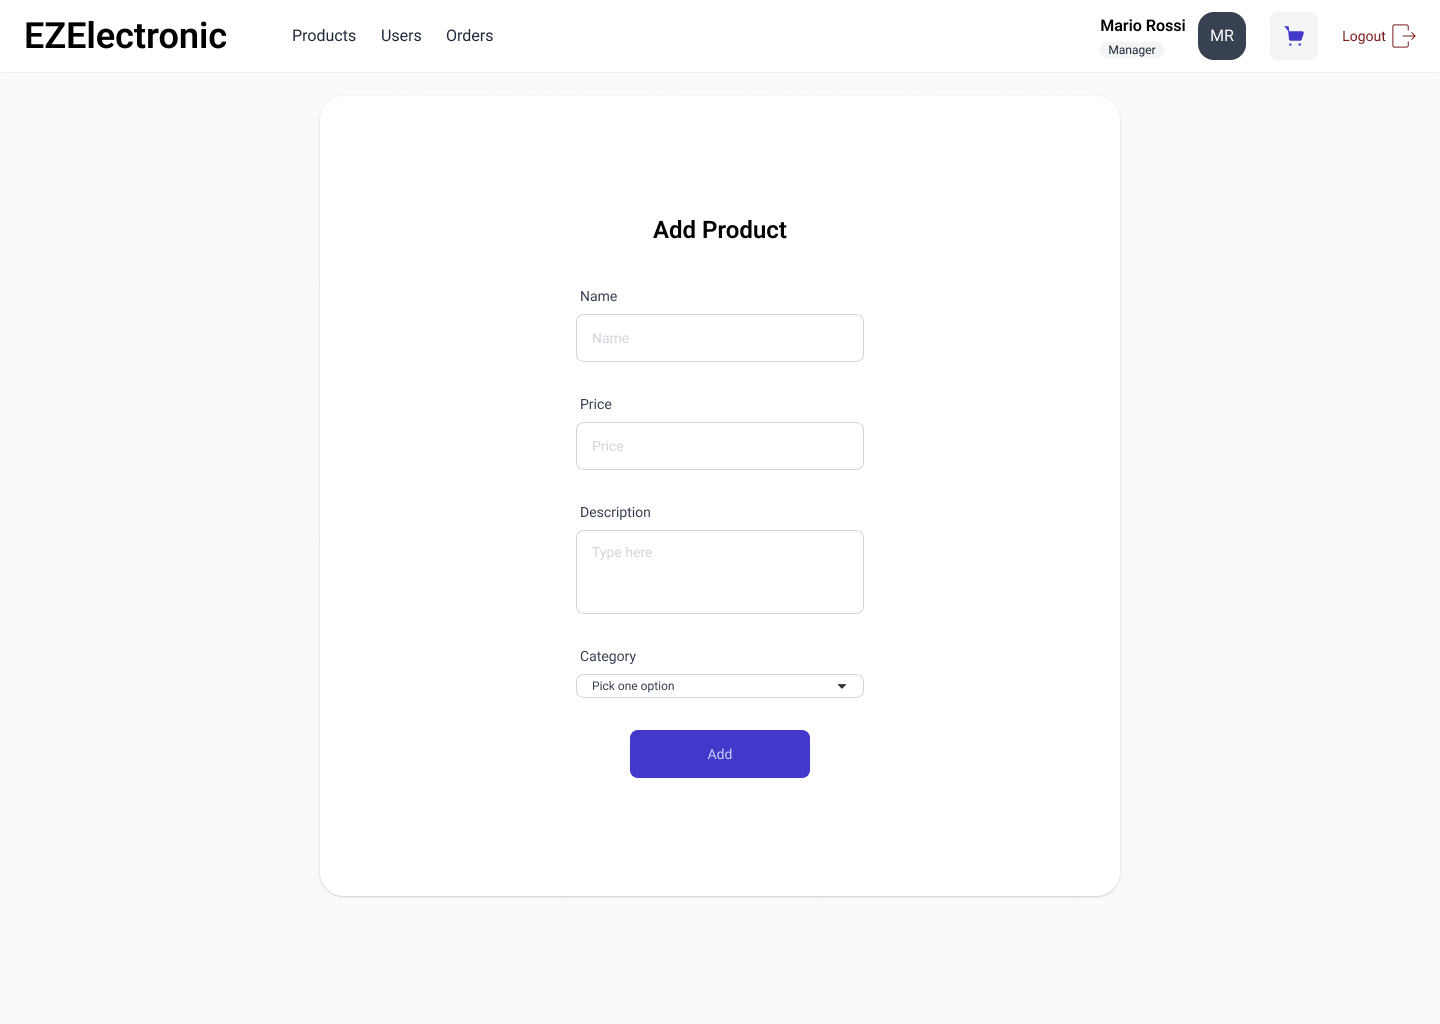 EZElectronic
Products Users Orders
Mario Rossi
Manager
MR
Logout
Add Product
Name
Name
Price
Price
Description
Type here
Category
Pick one option
Add